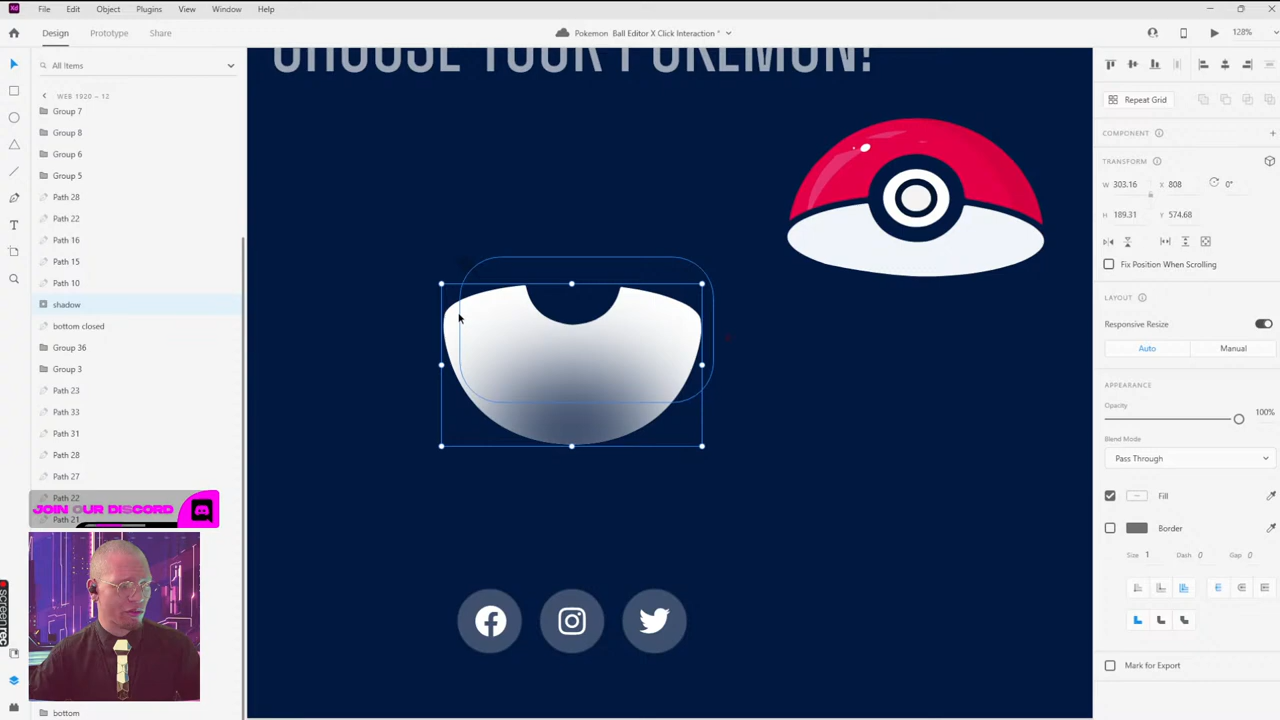 Xd File Edit Object Plugins View Window Help
Design Prototype Share
Pokemon Ball Editor X Click Interaction *
128%
All Items
WEB 1920 – 12
Group 7
Group 8
Group 6
Group 5
Path 28
Path 22
Path 16
Path 15
Path 10
shadow
bottom closed
Group 36
Group 3
Path 23
Path 33
Path 31
Path 28
Path 27
Path 22
Path 21
JOIN OUR DISCORD
bottom
screenrec
CHOOSE YOUR POKEMON!
Repeat Grid
COMPONENT
TRANSFORM
W 303.16 X 808 0°
H 189.31 Y 574.68
Fix Position When Scrolling
LAYOUT
Responsive Resize
Auto Manual
APPEARANCE
Opacity
100%
Blend Mode
Pass Through
Fill
Border
Size 1 Dash 0 Gap 0
Mark for Export